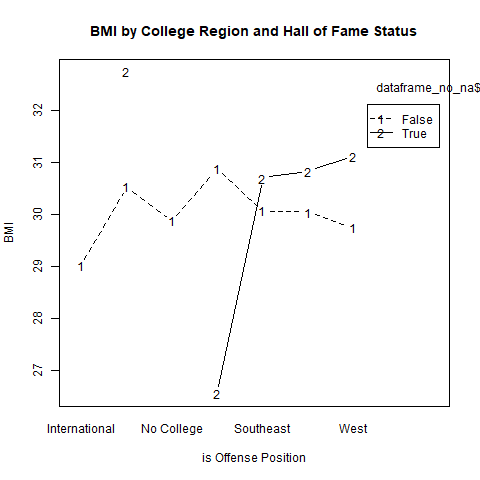 BMI by College Region and Hall of Fame Status
dataframe_no_na$
1 False
2 True
BMI
32
31
30
29
28
27
2
1
1
1
1
2
1
2
1
2
1
2
1
International
No College
Southeast
West
is Offense Position